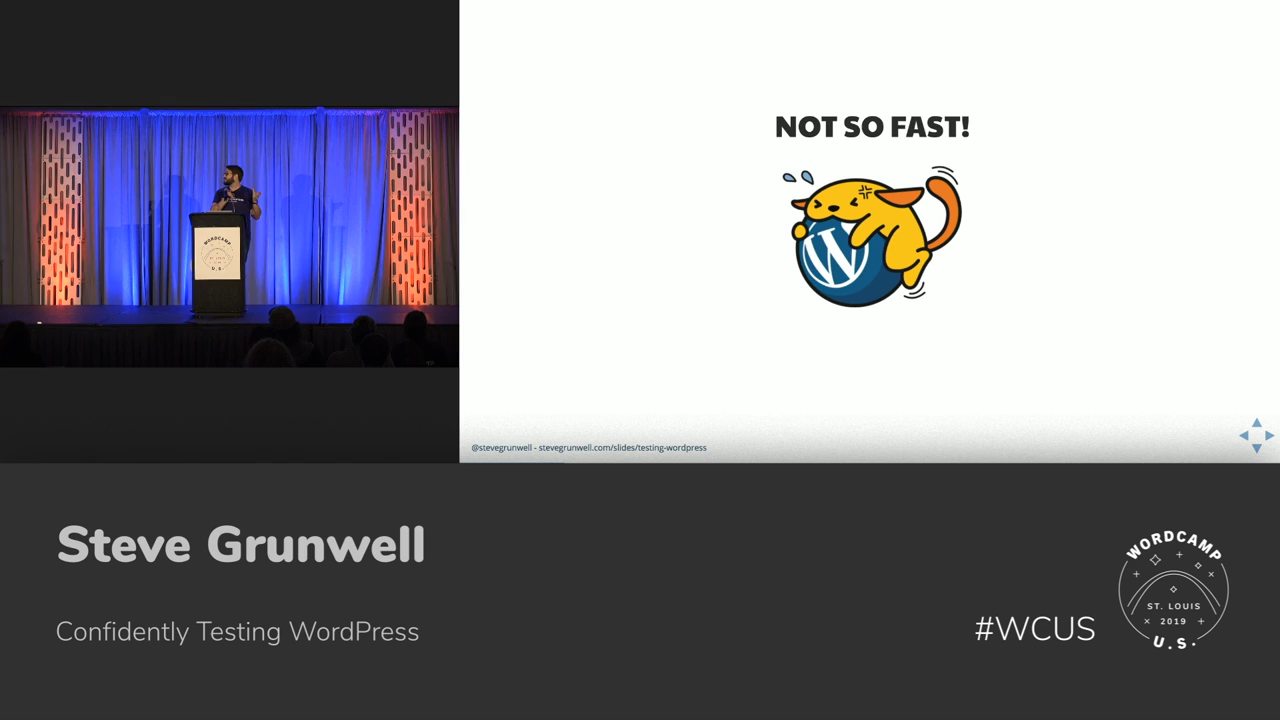 NOT SO FAST!
W
@stevegrunwell - stevegrunwell.com/slides/testing-wordpress
WORDCAMP
U.S.
Steve Grunwell
Confidently Testing WordPress
#WCUS
WORDCAMP
ST. LOUIS
2019
U.S.